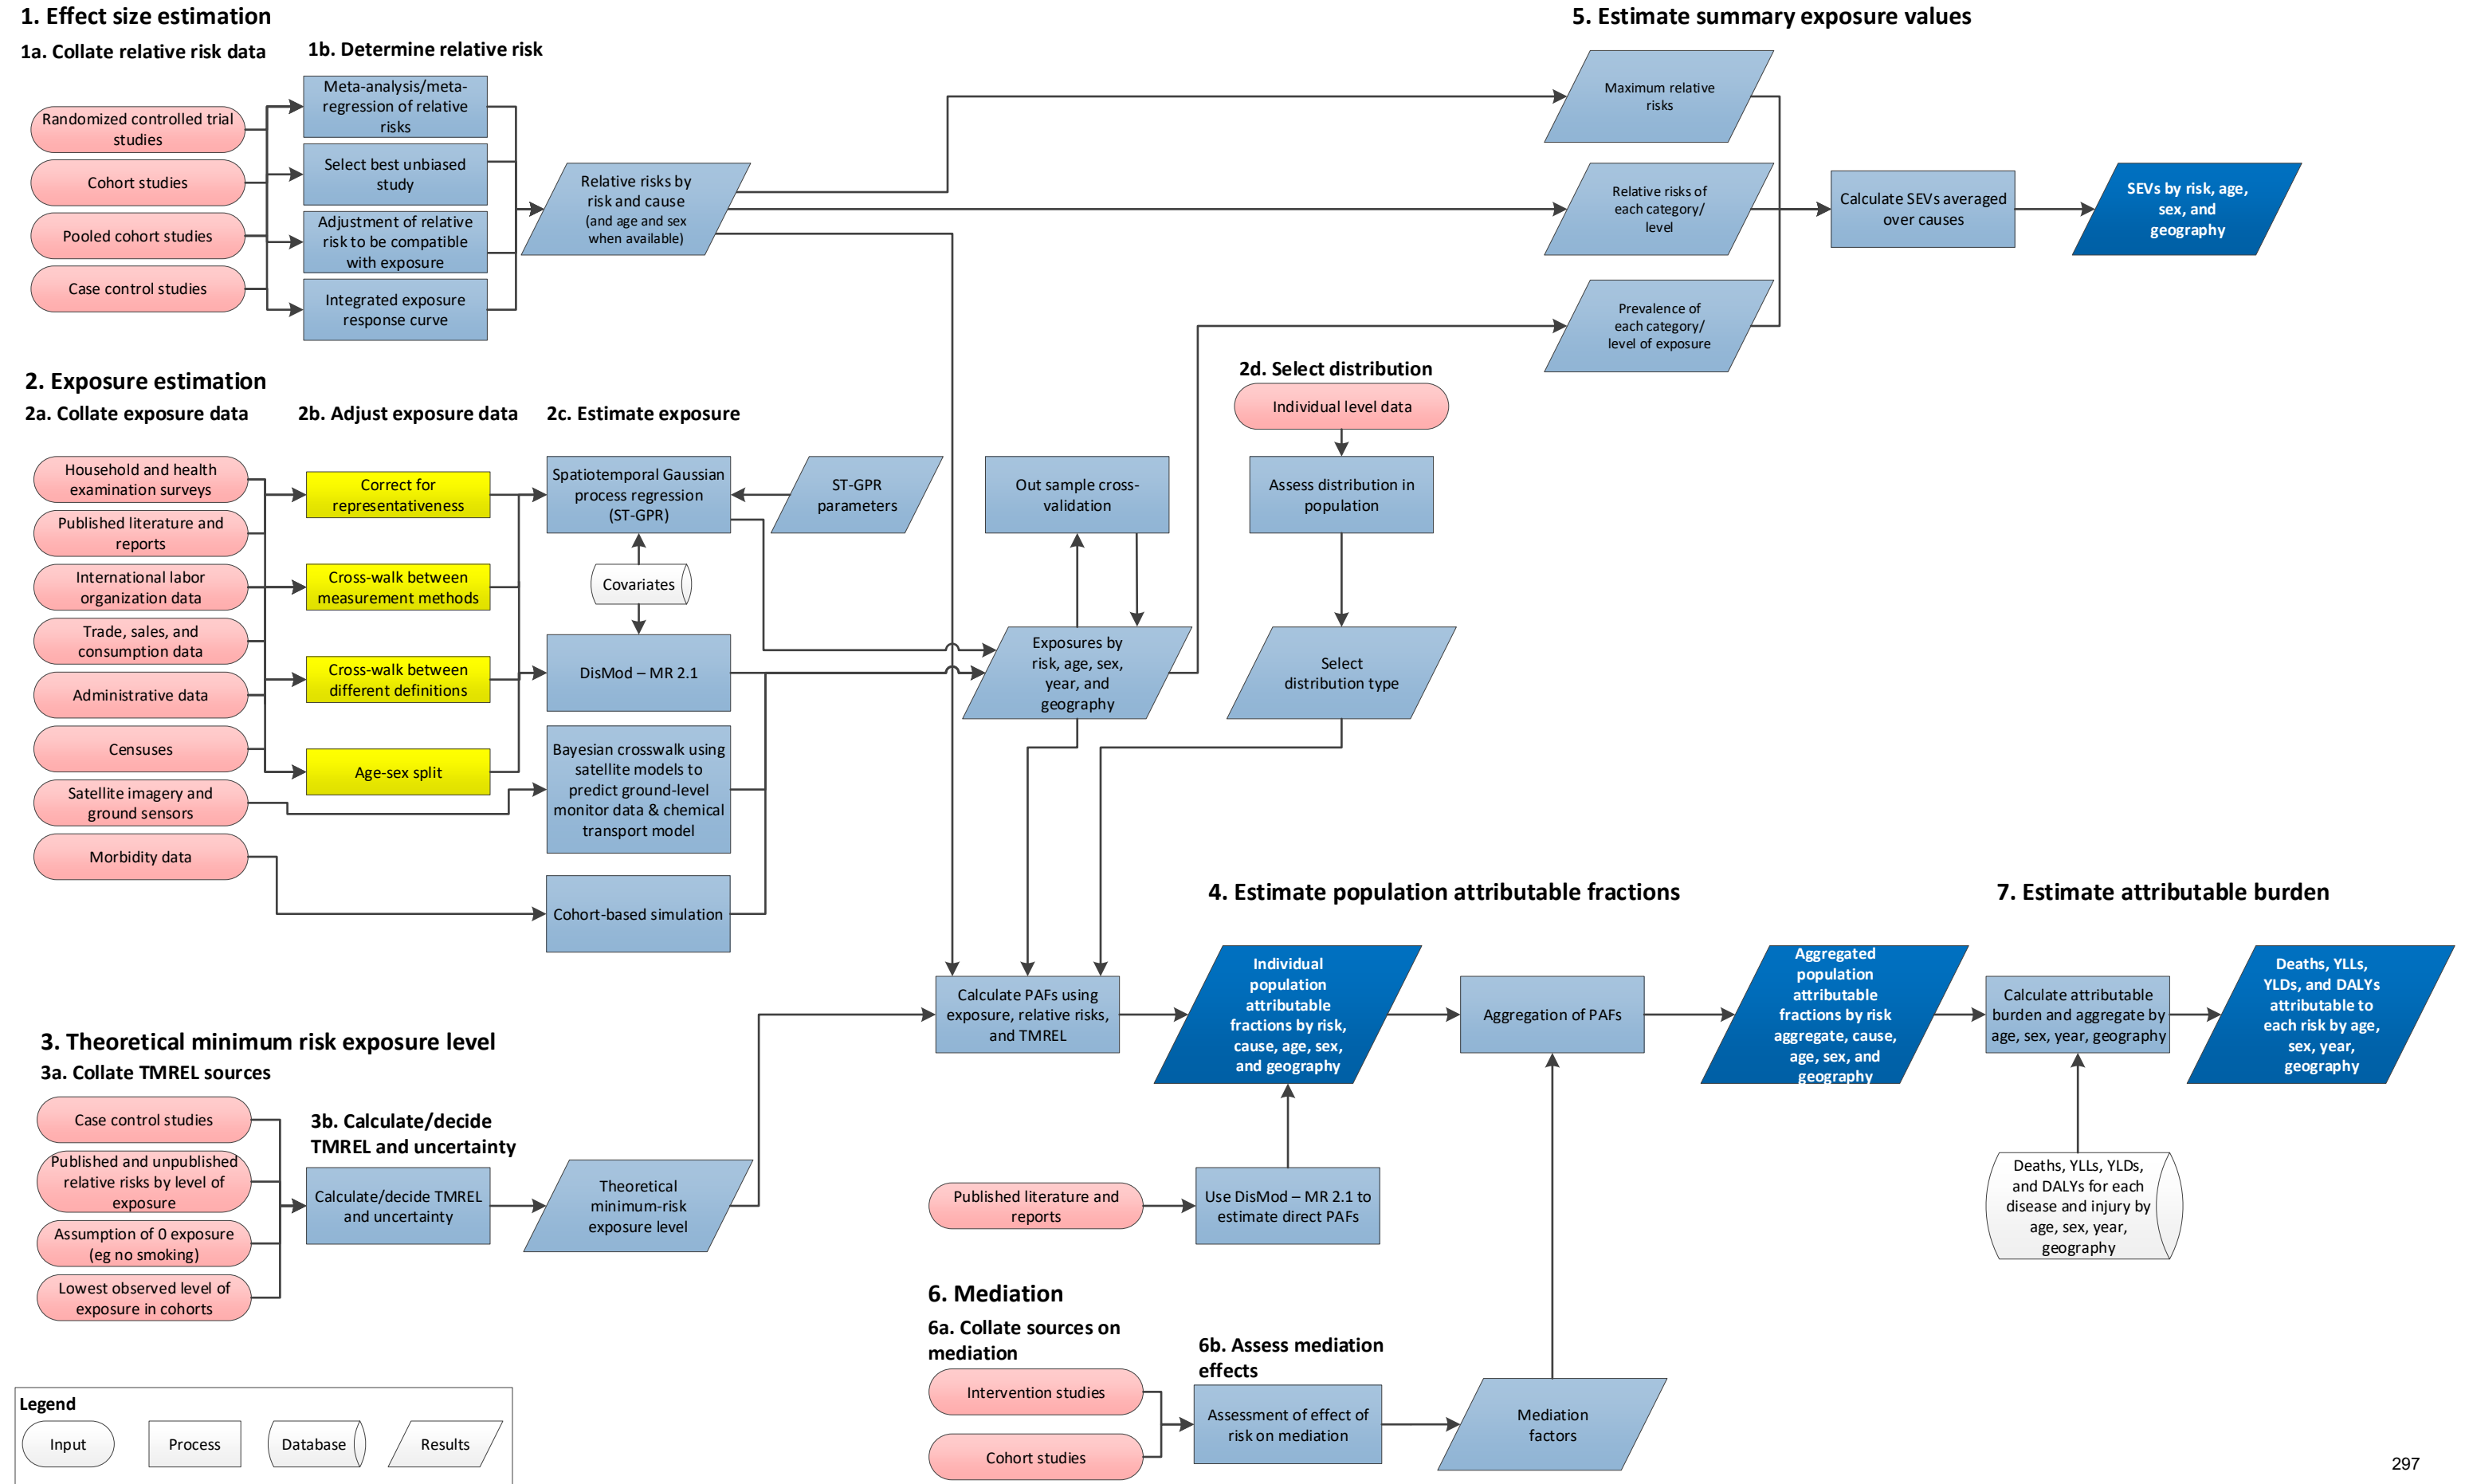 1. Effect size estimation
1a. Collate relative risk data
1b. Determine relative risk
Randomized controlled trial
studies
Cohort studies
Pooled cohort studies
Case control studies
Meta-analysis/meta-
regression of relative
risks
Select best unbiased
study
Adjustment of relative
risk to be compatible
with exposure
Integrated exposure
response curve
Relative risks by
risk and cause
(and age and sex
when available)
5. Estimate summary exposure values
Maximum relative
risks
Relative risks of
each category/
level
Prevalence of
each category/
level of exposure
Calculate SEVs averaged
over causes
SEVs by risk, age,
sex, and
geography
2. Exposure estimation
2a. Collate exposure data
2b. Adjust exposure data
2c. Estimate exposure
2d. Select distribution
Household and health
examination surveys
Published literature and
reports
International labor
organization data
Trade, sales, and
consumption data
Administrative data
Censuses
Satellite imagery and
ground sensors
Morbidity data
Correct for
representativeness
Cross-walk between
measurement methods
Cross-walk between
different definitions
Age-sex split
Spatiotemporal Gaussian
process regression
(ST-GPR)
ST-GPR
parameters
Covariates
DisMod – MR 2.1
Bayesian crosswalk using
satellite models to
predict ground-level
monitor data & chemical
transport model
Cohort-based simulation
Out sample cross-
validation
Exposures by
risk, age, sex,
year, and
geography
Individual level data
Assess distribution in
population
Select
distribution type
3. Theoretical minimum risk exposure level
3a. Collate TMREL sources
Case control studies
Published and unpublished
relative risks by level of
exposure
Assumption of 0 exposure
(eg no smoking)
Lowest observed level of
exposure in cohorts
3b. Calculate/decide
TMREL and uncertainty
Calculate/decide TMREL
and uncertainty
Theoretical
minimum-risk
exposure level
4. Estimate population attributable fractions
Calculate PAFs using
exposure, relative risks,
and TMREL
Individual
population
attributable
fractions by risk,
cause, age, sex,
and geography
Aggregation of PAFs
Aggregated
population
attributable
fractions by risk
aggregate, cause,
age, sex, and
geography
Published literature and
reports
Use DisMod – MR 2.1 to
estimate direct PAFs
7. Estimate attributable burden
Calculate attributable
burden and aggregate by
age, sex, year, geography
Deaths, YLLs,
YLDs, and DALYs
attributable to
each risk by age,
sex, year,
geography
Deaths, YLLs, YLDs,
and DALYs for each
disease and injury by
age, sex, year,
geography
6. Mediation
6a. Collate sources on
mediation
Intervention studies
Cohort studies
6b. Assess mediation
effects
Assessment of effect of
risk on mediation
Mediation
factors
Legend
Input
Process
Database
Results
297